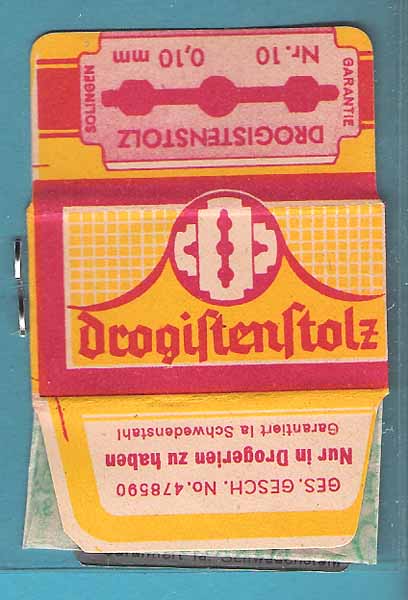 Nr. 10 0,10 mm
SOLINGEN
GARANTIE
DROGISTENSTOLZ
Drogiſtenſtolz
GES. GESCH. No. 478590
Nur in Drogerien zu haben
Garantiert Ia Schwedenstahl